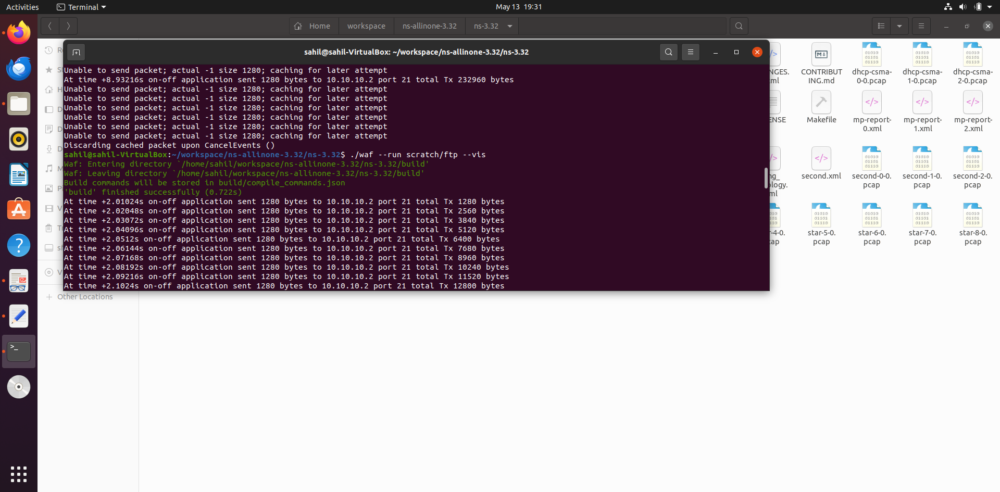 Activities
Terminal
May 13 19:31
Home
workspace
ns-allinone-3.32
ns-3.32
sahil@sahil-VirtualBox: ~/workspace/ns-allinone-3.32/ns-3.32
Unable to send packet; actual -1 size 1280; caching for later attempt
At time +8.93216s on-off application sent 1280 bytes to 10.10.10.2 port 21 total Tx 232960 bytes
Unable to send packet; actual -1 size 1280; caching for later attempt
Unable to send packet; actual -1 size 1280; caching for later attempt
Unable to send packet; actual -1 size 1280; caching for later attempt
Unable to send packet; actual -1 size 1280; caching for later attempt
Unable to send packet; actual -1 size 1280; caching for later attempt
Unable to send packet; actual -1 size 1280; caching for later attempt
Discarding cached packet upon CancelEvents ()
sahil@sahil-VirtualBox:~/workspace/ns-allinone-3.32/ns-3.32$ ./waf --run scratch/ftp --vis
Waf: Entering directory `/home/sahil/workspace/ns-allinone-3.32/ns-3.32/build'
Waf: Leaving directory `/home/sahil/workspace/ns-allinone-3.32/ns-3.32/build'
Build commands will be stored in build/compile_commands.json
'build' finished successfully (0.722s)
At time +2.01024s on-off application sent 1280 bytes to 10.10.10.2 port 21 total Tx 1280 bytes
At time +2.02048s on-off application sent 1280 bytes to 10.10.10.2 port 21 total Tx 2560 bytes
At time +2.03072s on-off application sent 1280 bytes to 10.10.10.2 port 21 total Tx 3840 bytes
At time +2.04096s on-off application sent 1280 bytes to 10.10.10.2 port 21 total Tx 5120 bytes
At time +2.0512s on-off application sent 1280 bytes to 10.10.10.2 port 21 total Tx 6400 bytes
At time +2.06144s on-off application sent 1280 bytes to 10.10.10.2 port 21 total Tx 7680 bytes
At time +2.07168s on-off application sent 1280 bytes to 10.10.10.2 port 21 total Tx 8960 bytes
At time +2.08192s on-off application sent 1280 bytes to 10.10.10.2 port 21 total Tx 10240 bytes
At time +2.09216s on-off application sent 1280 bytes to 10.10.10.2 port 21 total Tx 11520 bytes
At time +2.1024s on-off application sent 1280 bytes to 10.10.10.2 port 21 total Tx 12800 bytes
Other Locations
NGES.
ml
CONTRIBUT
ING.md
dhcp-csma-
0-0.pcap
dhcp-csma-
1-0.pcap
dhcp-csma-
2-0.pcap
ENSE
Makefile
mp-report-
0.xml
mp-report-
1.xml
mp-report-
2.xml
ng_
ology.
ml
second.xml
second-0-0.
pcap
second-1-0.
pcap
second-2-0.
pcap
-4-0.
cap
star-5-0.
pcap
star-6-0.
pcap
star-7-0.
pcap
star-8-0.
pcap